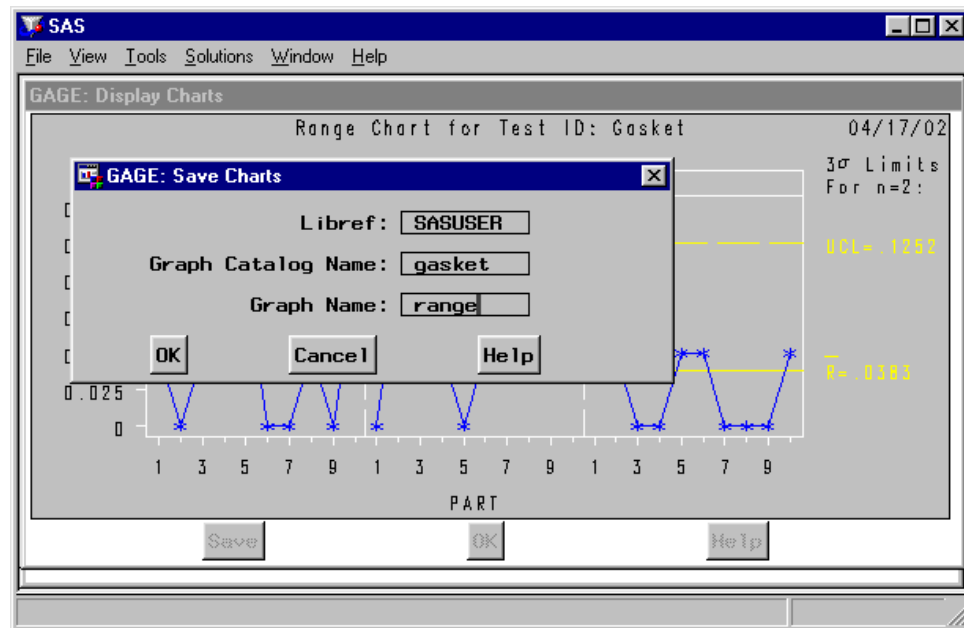 SAS
File View Tools Solutions Window Help
GAGE: Display Charts
Range Chart for Test ID: Gasket 04/17/02
3σ Limits
For n=2:
GAGE: Save Charts
Libref: SASUSER
Graph Catalog Name: gasket
Graph Name: range
OK Cancel Help
UCL=.1252
R=.0383
0.025
0
1 3 5 7 9 1 3 5 7 9 1 3 5 7 9
PART
Save OK Help